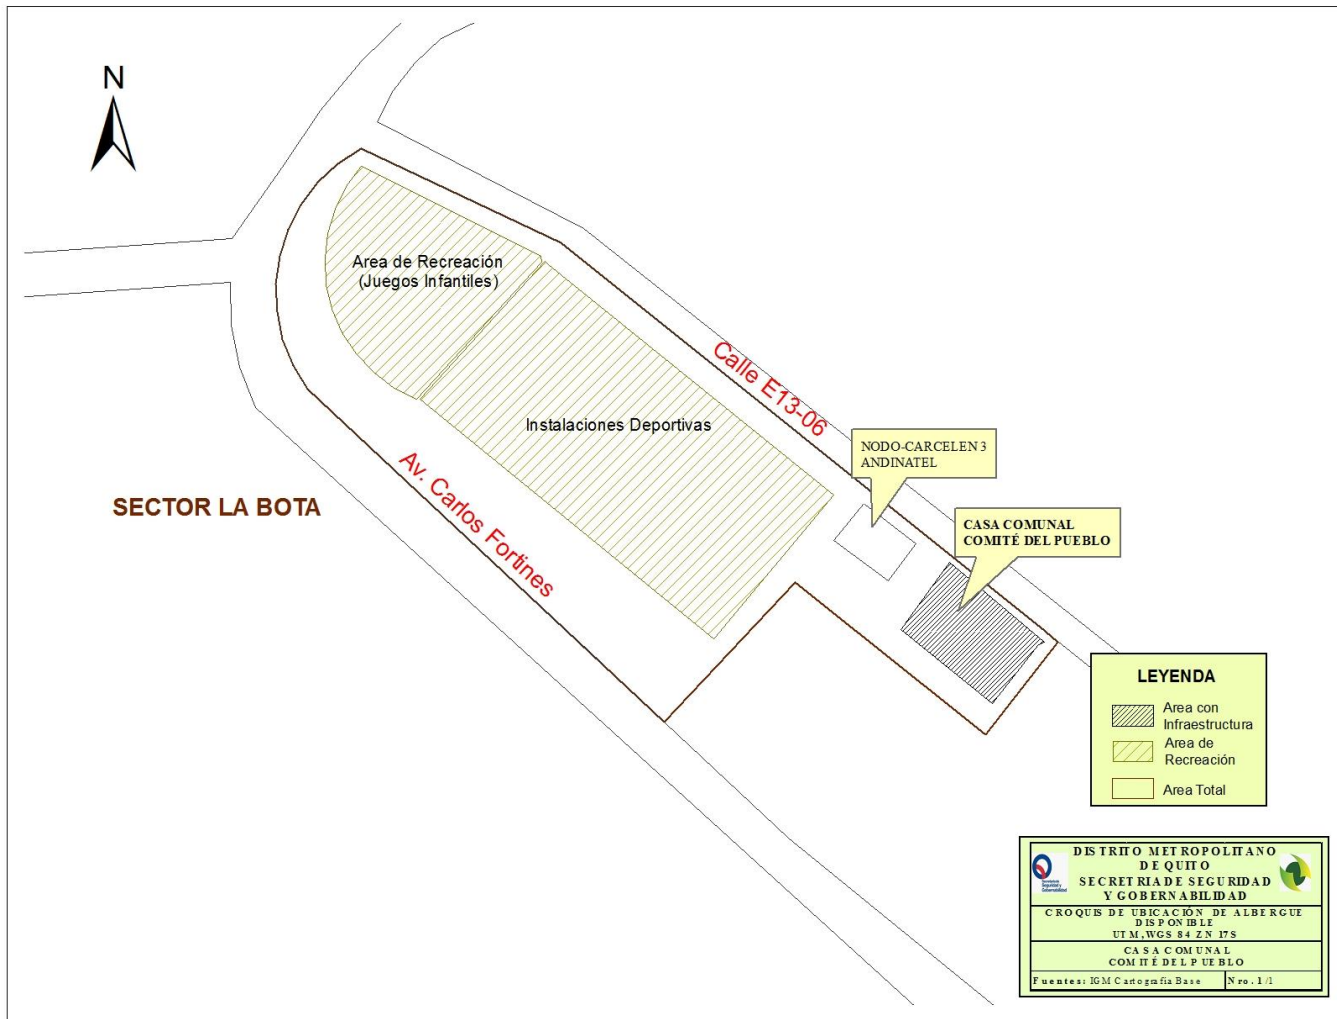 N
Area de Recreación
(Juegos Infantiles)
Calle E13-06
Instalaciones Deportivas
NODO-CARCELEN 3
ANDINATEL
Av. Carlos Fortines
SECTOR LA BOTA
CASA COMUNAL
COMITÉ DEL PUEBLO
LEYENDA
Area con
Infraestructura
Area de
Recreación
Area Total
DISTRITO METROPOLITANO
DE QUITO
SECRETRIA DE SEGURIDAD
Y GOBERNABILIDAD
CROQUIS DE UBICACIÓN DE ALBERGUE
DISPONIBLE
UTM, WGS 84 ZN 17S
CASA COMUNAL
COMITÉ DEL PUEBLO
Fuentes: IGM Cartografia Base
Nro. 1 /1